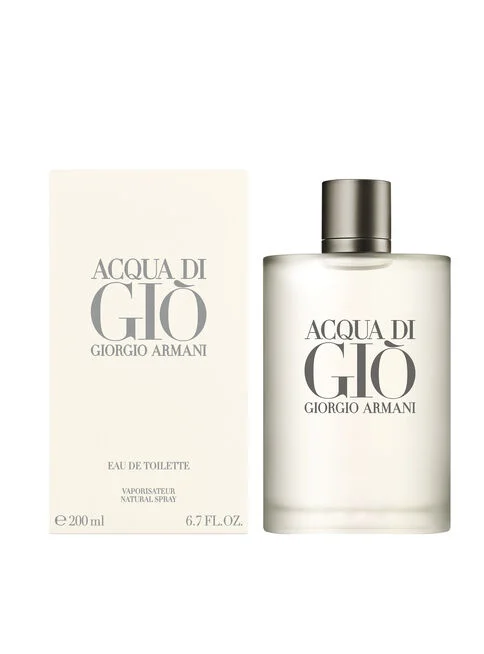 ACQUA DI
GIÒ
GIORGIO ARMANI
EAU DE TOILETTE
VAPORISATEUR
NATURAL SPRAY
℮ 200 ml 6.7 FL.OZ.
ACQUA DI
GIÒ
GIORGIO ARMANI